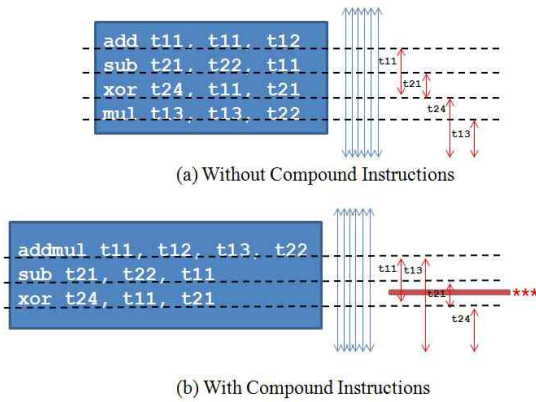 add t11, t11, t12
sub t21, t22, t11
xor t24, t11, t21
mul t13, t13, t22
t11
t21
t24
t13
(a) Without Compound Instructions
addmul t11, t12, t13, t22
sub t21, t22, t11
xor t24, t11, t21
t11
t13
t21
***
t24
(b) With Compound Instructions